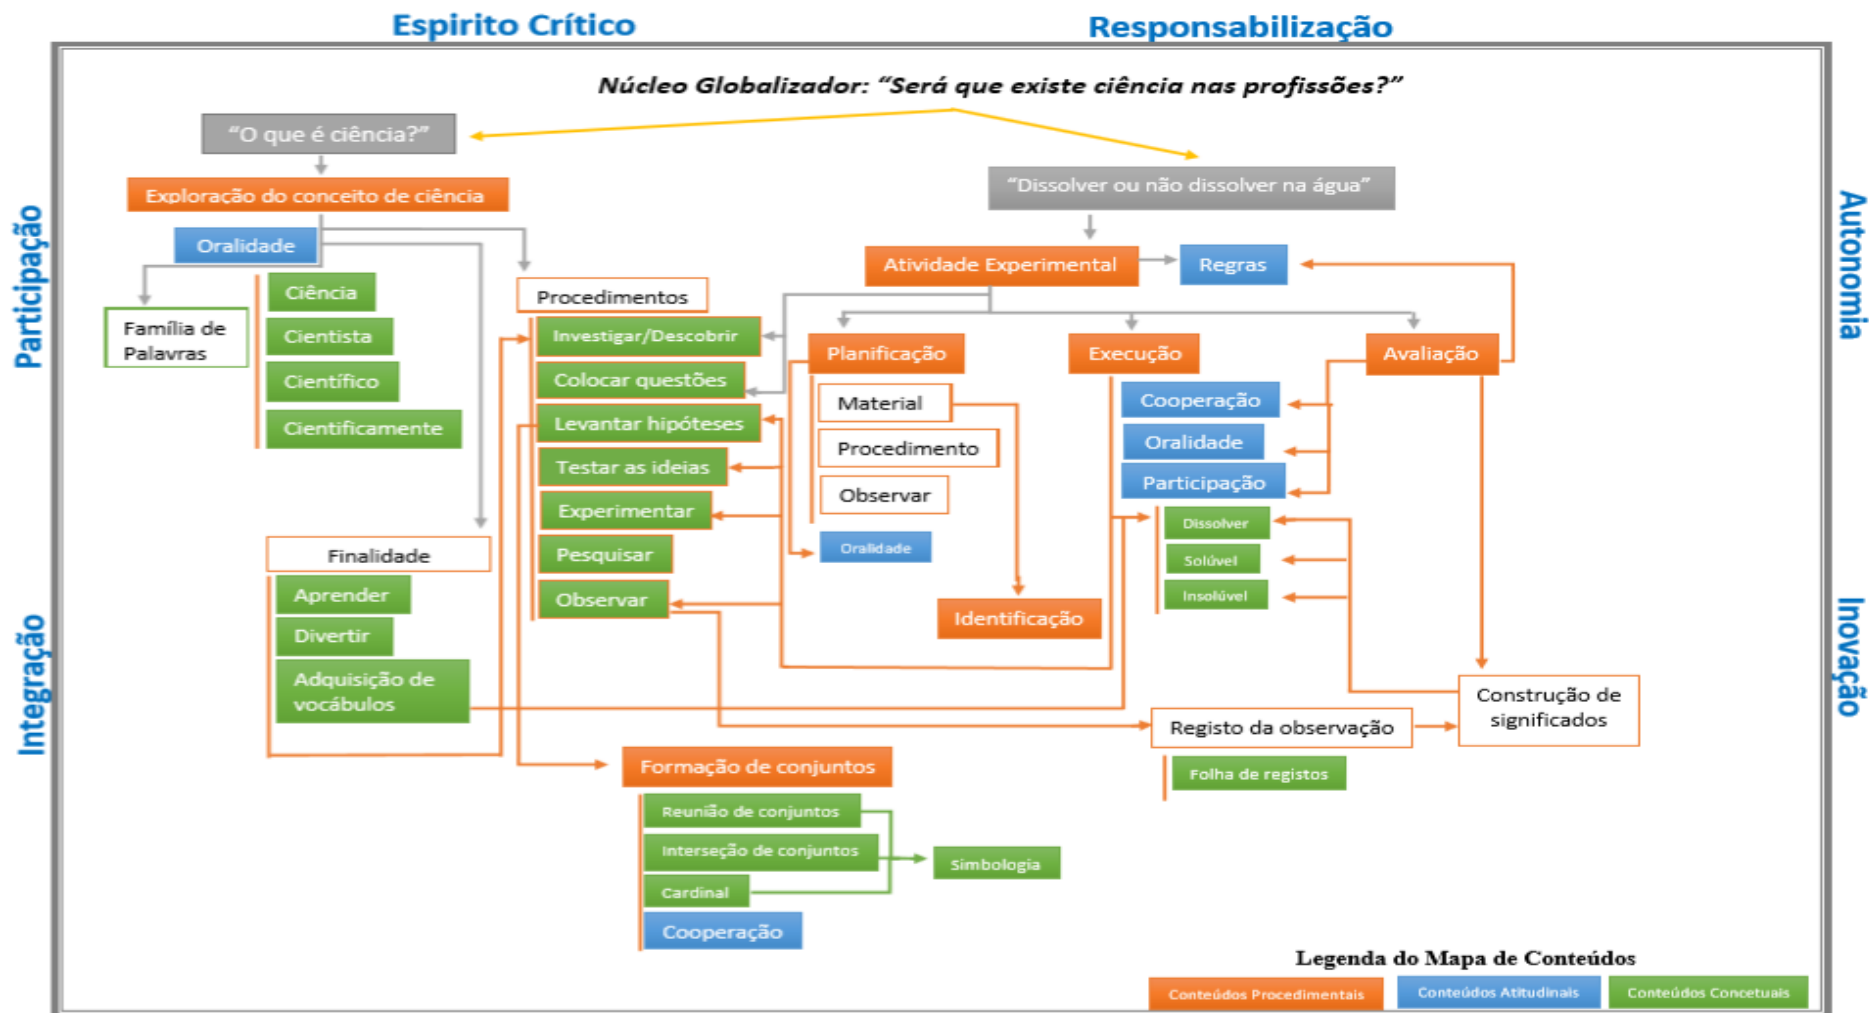 Espirito Crítico
Responsabilização
Núcleo Globalizador: “Será que existe ciência nas profissões?”
“O que é ciência?”
“Dissolver ou não dissolver na água”
Exploração do conceito de ciência
Participação
Autonomia
Oralidade
Atividade Experimental
Regras
Ciência
Procedimentos
Família de
Palavras
Cientista
Científico
Cientificamente
Investigar/Descobrir
Colocar questões
Levantar hipóteses
Testar as ideias
Experimentar
Pesquisar
Observar
Planificação
Material
Procedimento
Observar
Oralidade
Identificação
Execução
Avaliação
Cooperação
Oralidade
Participação
Dissolver
Solúvel
Insolúvel
Finalidade
Aprender
Divertir
Adquisição de
vocábulos
Integração
Inovação
Construção de
significados
Registo da observação
Folha de registos
Formação de conjuntos
Reunião de conjuntos
Interseção de conjuntos
Cardinal
Simbologia
Cooperação
Legenda do Mapa de Conteúdos
Conteúdos Procedimentais
Conteúdos Atitudinais
Conteúdos Concetuais